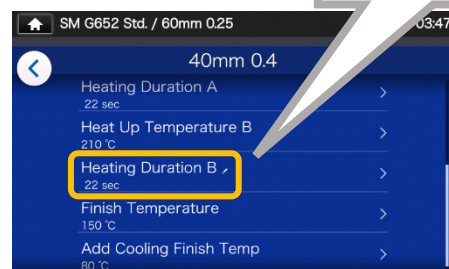 SM G652 Std. / 60mm 0.25
03:47
40mm 0.4
Heating Duration A
22 sec
Heat Up Temperature B
210 ℃
Heating Duration B
22 sec
Finish Temperature
150 ℃
Add Cooling Finish Temp
80 ℃